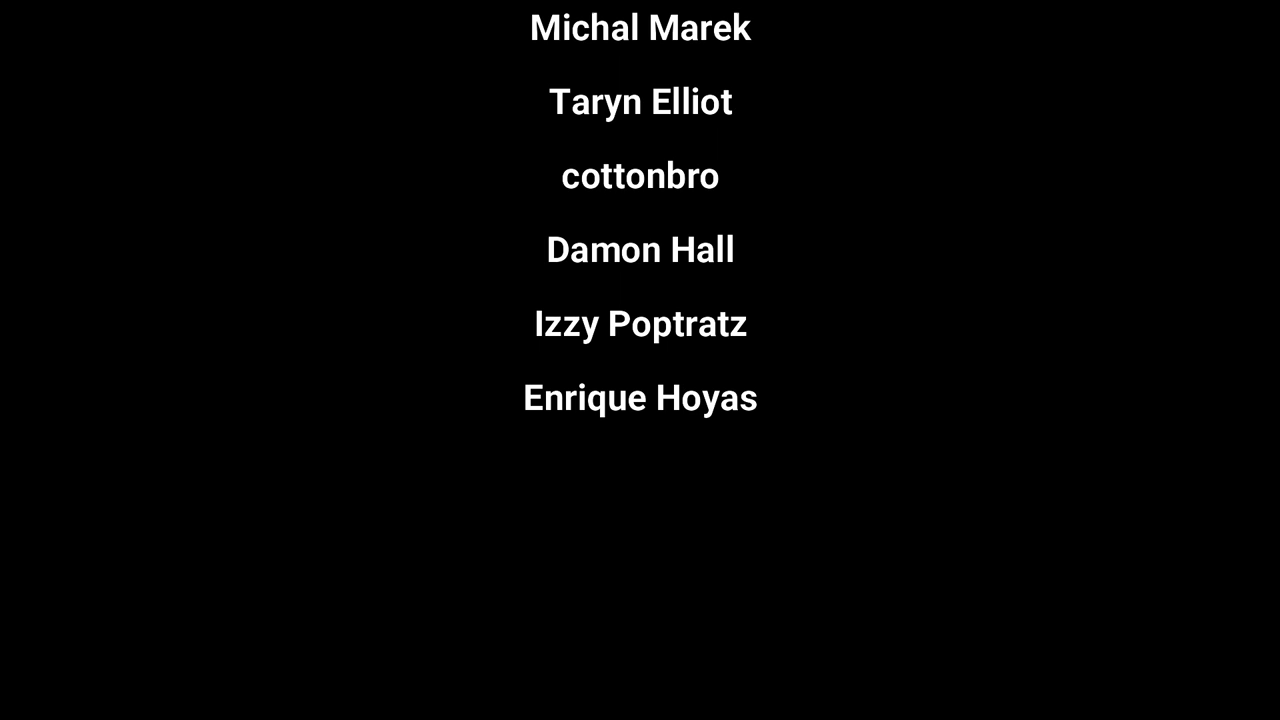 Michal Marek
Taryn Elliot
cottonbro
Damon Hall
Izzy Poptratz
Enrique Hoyas